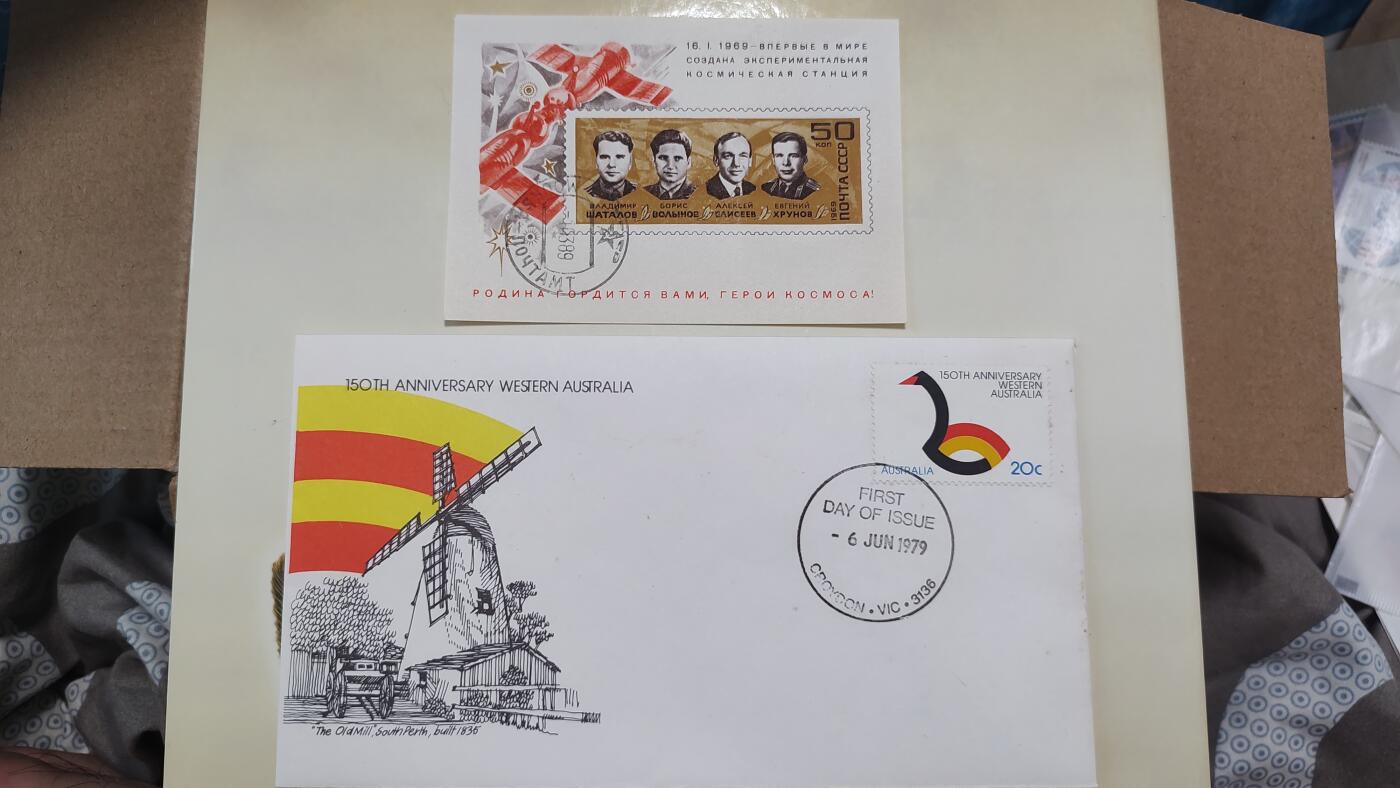 16. I. 1969 — ВПЕРВЫЕ В МИРЕ
СОЗДАНА ЭКСПЕРИМЕНТАЛЬНАЯ
КОСМИЧЕСКАЯ СТАНЦИЯ
50
КОП
ПОЧТА СССР
1969
ВЛАДИМИР
ШАТАЛОВ
БОРИС
ВОЛЫНОВ
АЛЕКСЕЙ
ЕЛИСЕЕВ
ЕВГЕНИЙ
ХРУНОВ
ПОЧТАМТ
РОДИНА ГОРДИТСЯ ВАМИ, ГЕРОИ КОСМОСА!
150TH ANNIVERSARY WESTERN AUSTRALIA
150TH ANNIVERSARY
WESTERN
AUSTRALIA
AUSTRALIA
20c
FIRST
DAY OF ISSUE
- 6 JUN 1979
CROYDON • VIC • 3136
"The Old Mill", South Perth, built 1835